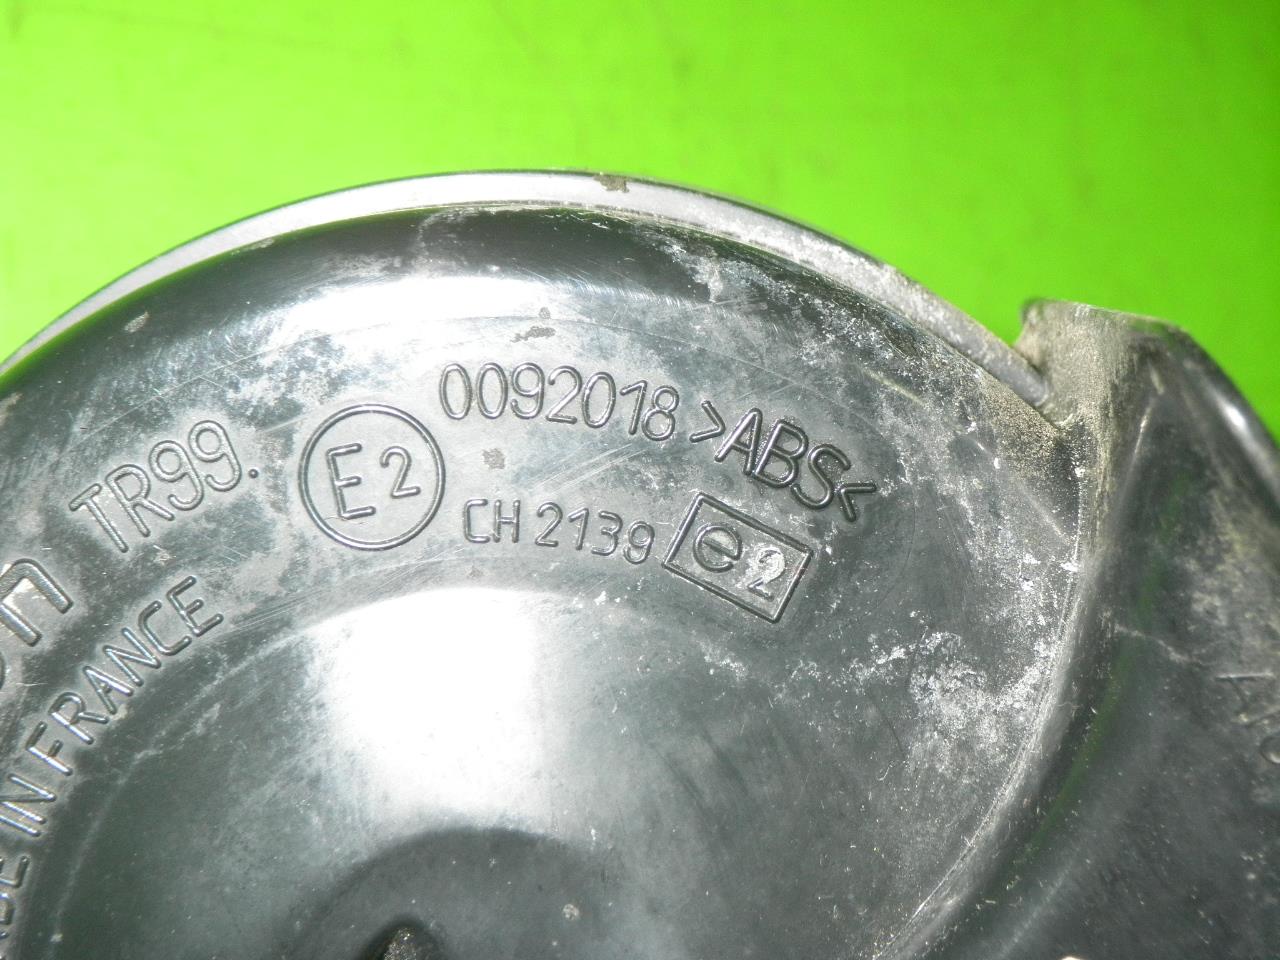 0092018 >ABS<
E2
CH 2139 e2
TR99.
IN FRANCE